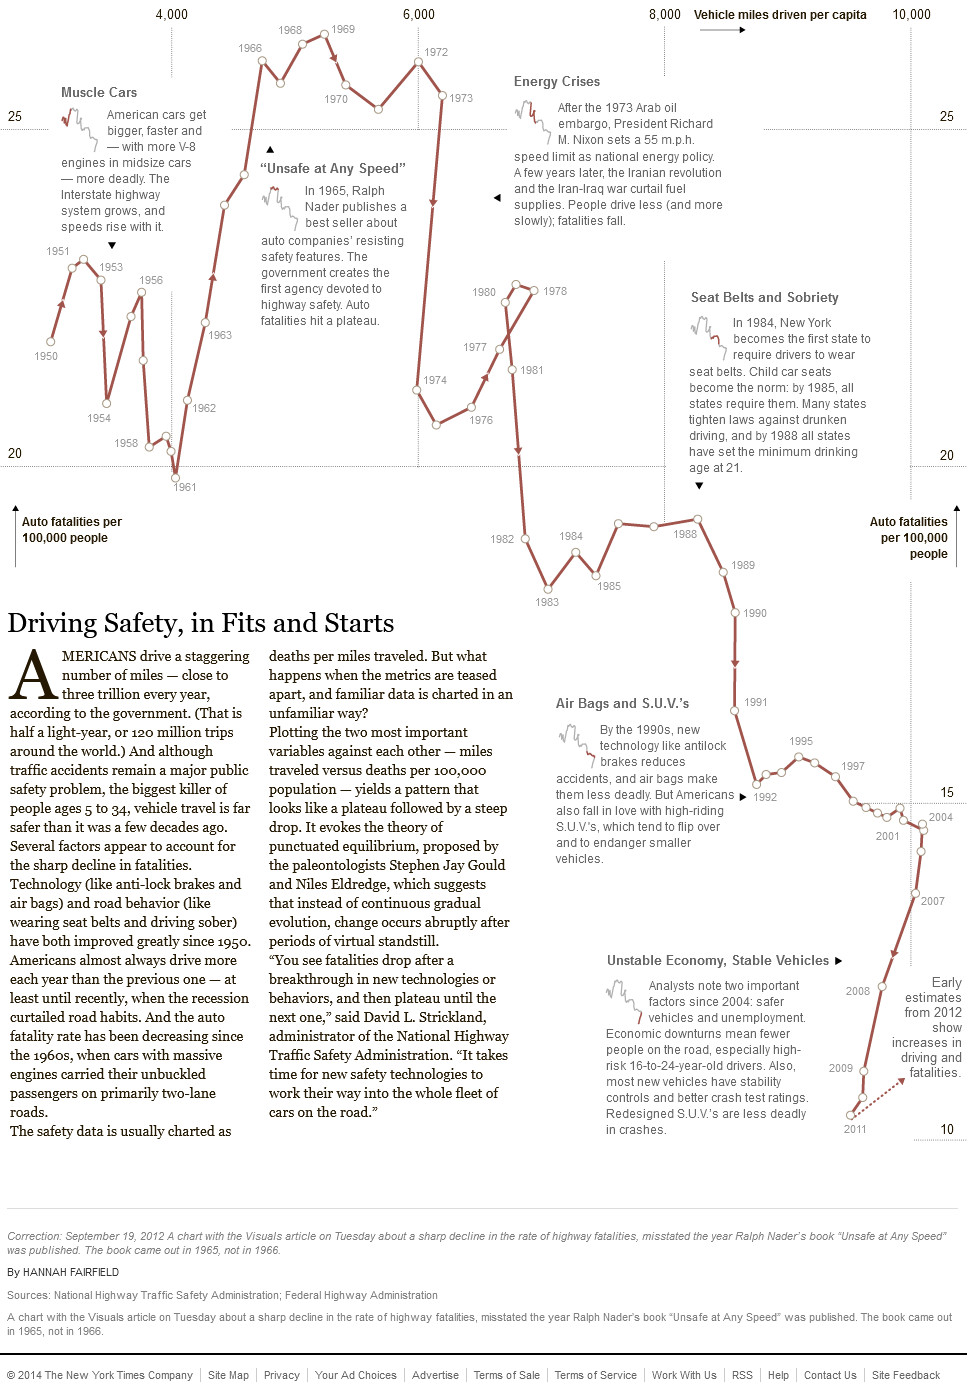 4,000
6,000
8,000
Vehicle miles driven per capita
10,000
1966
1968
1969
1970
1972
1973
25
25
Muscle Cars
American cars get
bigger, faster and
— with more V-8
engines in midsize cars
— more deadly. The
Interstate highway
system grows, and
speeds rise with it.
“Unsafe at Any Speed”
In 1965, Ralph
Nader publishes a
best seller about
auto companies’ resisting
safety features. The
government creates the
first agency devoted to
highway safety. Auto
fatalities hit a plateau.
Energy Crises
After the 1973 Arab oil
embargo, President Richard
M. Nixon sets a 55 m.p.h.
speed limit as national energy policy.
A few years later, the Iranian revolution
and the Iran-Iraq war curtail fuel
supplies. People drive less (and more
slowly); fatalities fall.
1951
1953
1956
1950
1954
1958
1963
1962
1961
1980
1978
1977
1981
1974
1976
Seat Belts and Sobriety
In 1984, New York
becomes the first state to
require drivers to wear
seat belts. Child car seats
become the norm: by 1985, all
states require them. Many states
tighten laws against drunken
driving, and by 1988 all states
have set the minimum drinking
age at 21.
20
20
Auto fatalities per
100,000 people
Auto fatalities
per 100,000
people
1982
1984
1983
1985
1988
1989
1990
1991
Driving Safety, in Fits and Starts
AMERICANS drive a staggering
number of miles — close to
three trillion every year,
according to the government. (That is
half a light-year, or 120 million trips
around the world.) And although
traffic accidents remain a major public
safety problem, the biggest killer of
people ages 5 to 34, vehicle travel is far
safer than it was a few decades ago.
Several factors appear to account for
the sharp decline in fatalities.
Technology (like anti-lock brakes and
air bags) and road behavior (like
wearing seat belts and driving sober)
have both improved greatly since 1950.
Americans almost always drive more
each year than the previous one — at
least until recently, when the recession
curtailed road habits. And the auto
fatality rate has been decreasing since
the 1960s, when cars with massive
engines carried their unbuckled
passengers on primarily two-lane
roads.
The safety data is usually charted as
deaths per miles traveled. But what
happens when the metrics are teased
apart, and familiar data is charted in an
unfamiliar way?
Plotting the two most important
variables against each other — miles
traveled versus deaths per 100,000
population — yields a pattern that
looks like a plateau followed by a steep
drop. It evokes the theory of
punctuated equilibrium, proposed by
the paleontologists Stephen Jay Gould
and Niles Eldredge, which suggests
that instead of continuous gradual
evolution, change occurs abruptly after
periods of virtual standstill.
“You see fatalities drop after a
breakthrough in new technologies or
behaviors, and then plateau until the
next one,” said David L. Strickland,
administrator of the National Highway
Traffic Safety Administration. “It takes
time for new safety technologies to
work their way into the whole fleet of
cars on the road.”
Air Bags and S.U.V.’s
By the 1990s, new
technology like antilock
brakes reduces
accidents, and air bags make
them less deadly. But Americans
also fall in love with high-riding
S.U.V.’s, which tend to flip over
and to endanger smaller
vehicles.
1992
1995
1997
15
2001
2004
2007
Unstable Economy, Stable Vehicles
Analysts note two important
factors since 2004: safer
vehicles and unemployment.
Economic downturns mean fewer
people on the road, especially high-
risk 16-to-24-year-old drivers. Also,
most new vehicles have stability
controls and better crash test ratings.
Redesigned S.U.V.’s are less deadly
in crashes.
2008
2009
2011
Early
estimates
from 2012
show
increases in
driving and
fatalities.
10
Correction: September 19, 2012 A chart with the Visuals article on Tuesday about a sharp decline in the rate of highway fatalities, misstated the year Ralph Nader’s book “Unsafe at Any Speed”
was published. The book came out in 1965, not in 1966.
By HANNAH FAIRFIELD
Sources: National Highway Traffic Safety Administration; Federal Highway Administration
A chart with the Visuals article on Tuesday about a sharp decline in the rate of highway fatalities, misstated the year Ralph Nader’s book “Unsafe at Any Speed” was published. The book came out
in 1965, not in 1966.
© 2014 The New York Times Company
Site Map
Privacy
Your Ad Choices
Advertise
Terms of Sale
Terms of Service
Work With Us
RSS
Help
Contact Us
Site Feedback